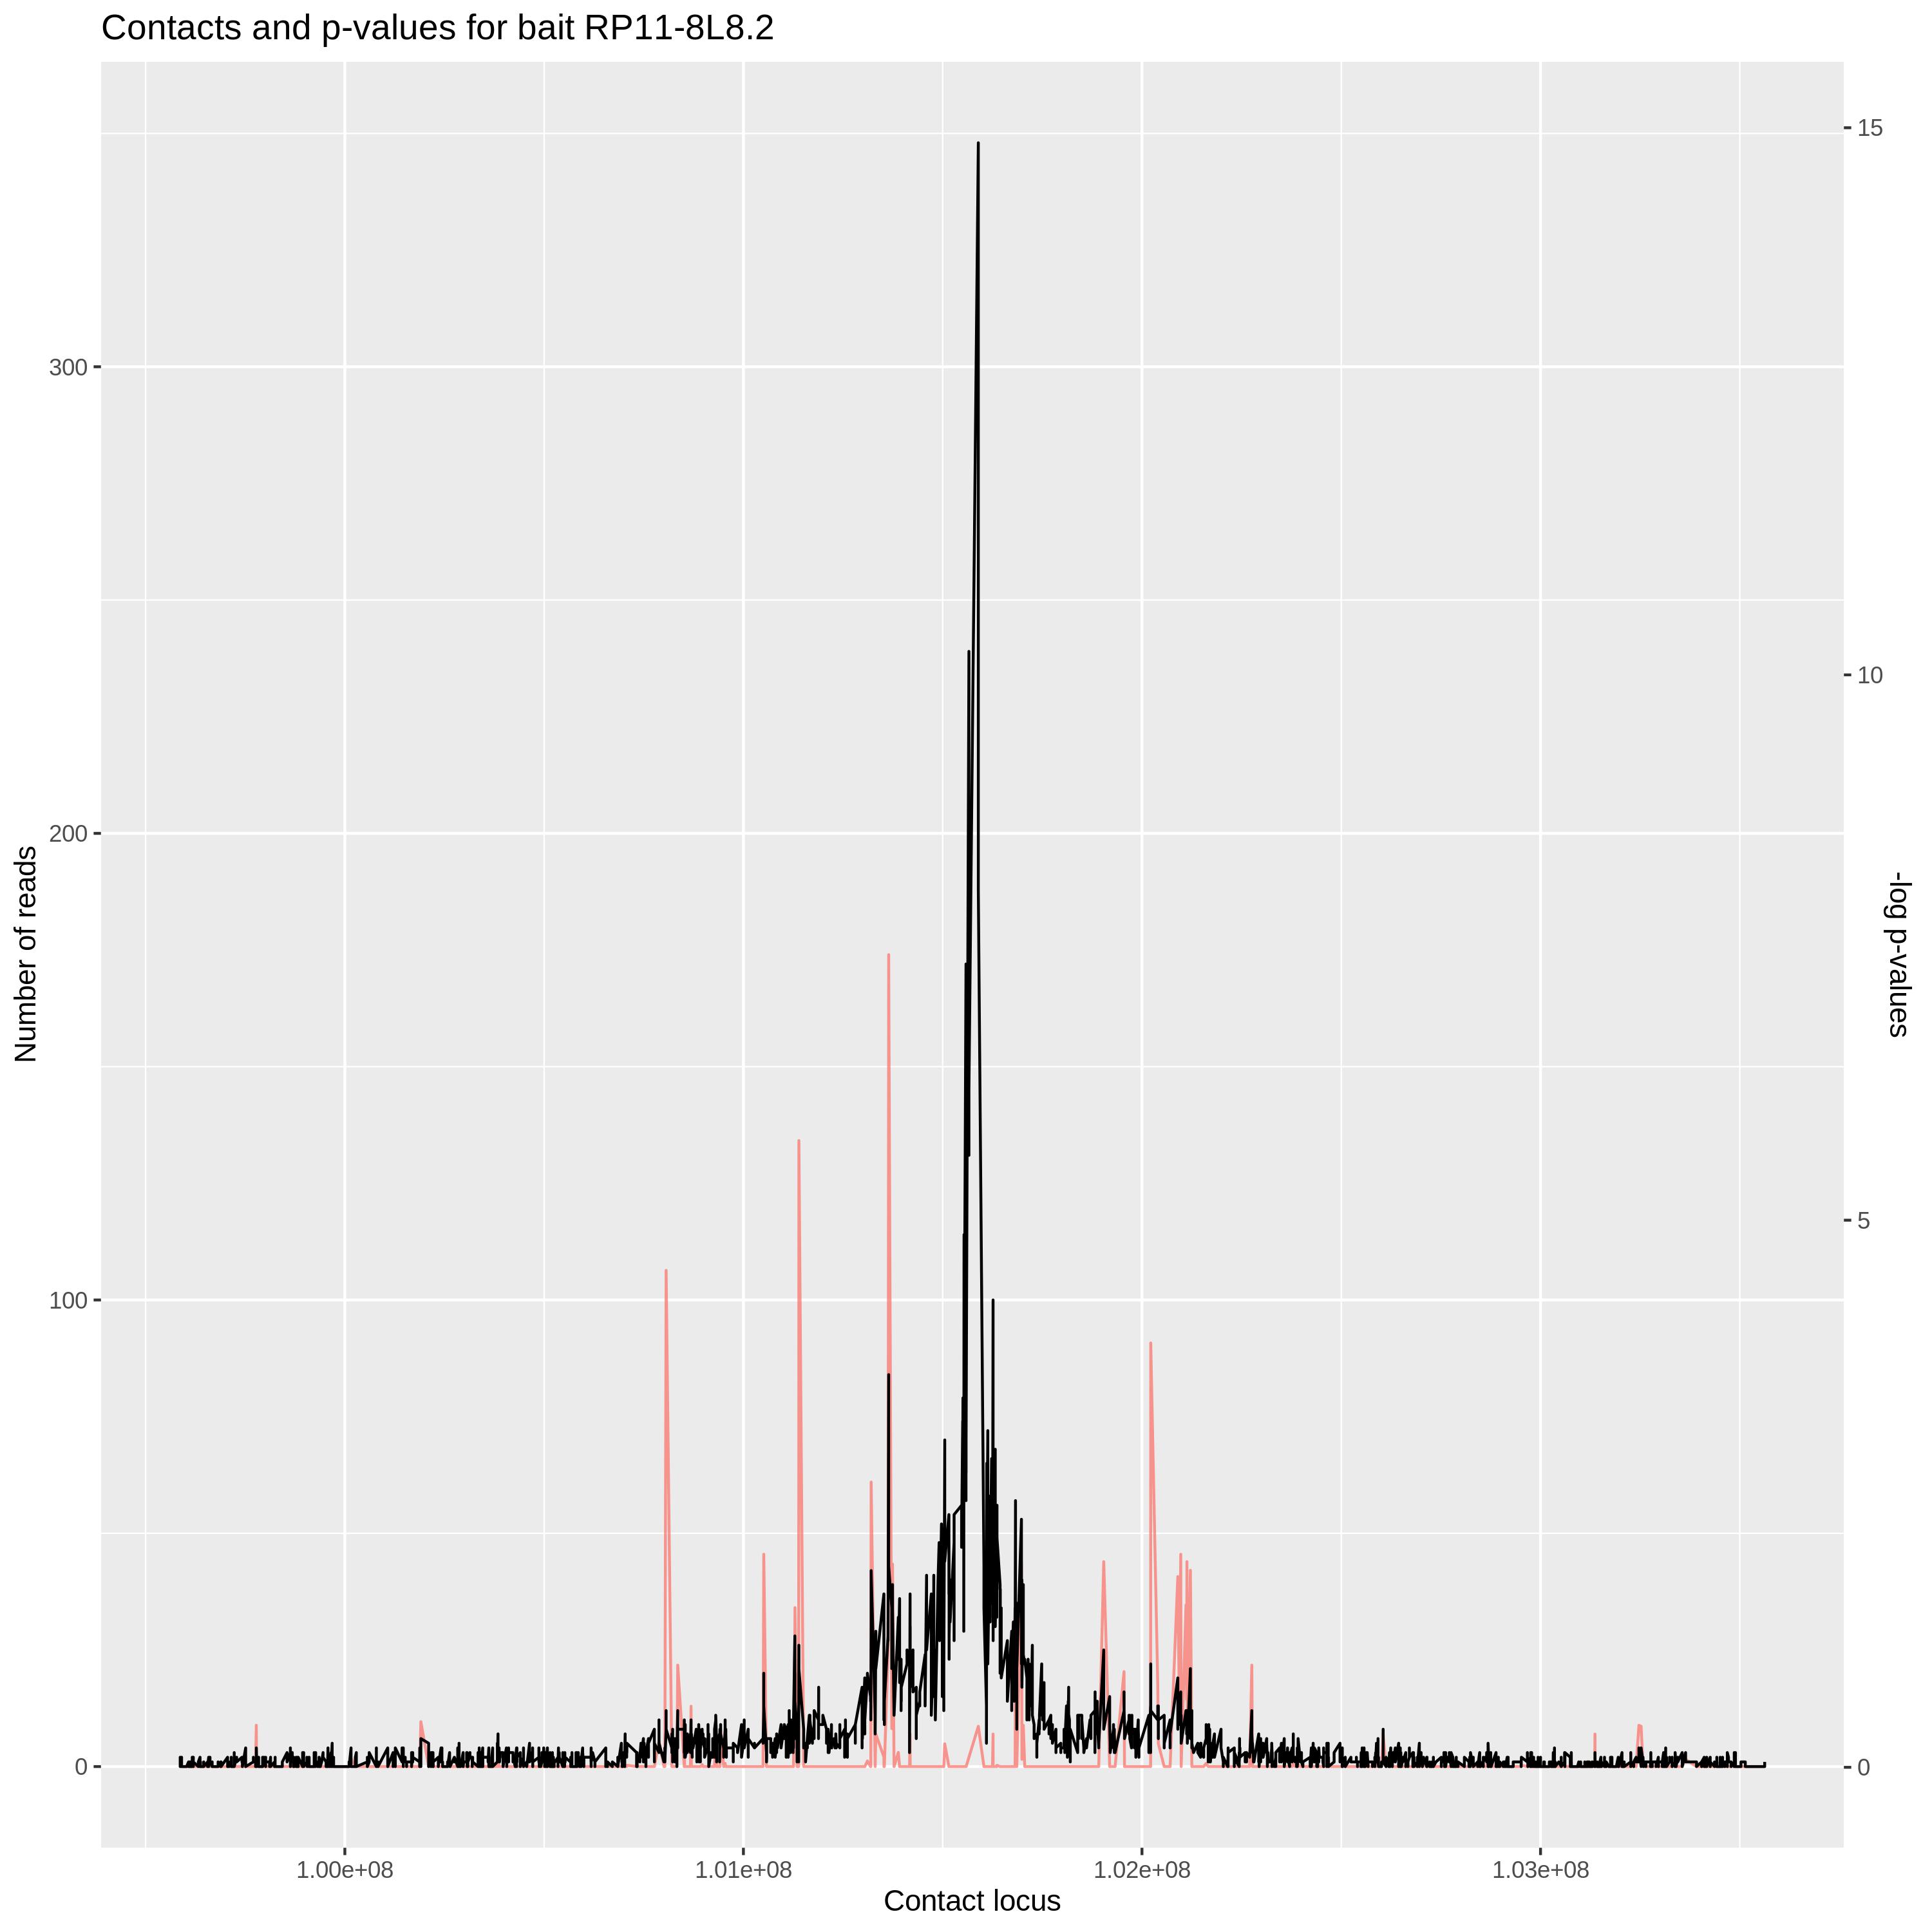 Contacts and p-values for bait RP11-8L8.2
15
300
10
200
Number of reads
-log p-values
5
100
0
0
1.00e+08
1.01e+08
1.02e+08
1.03e+08
Contact locus